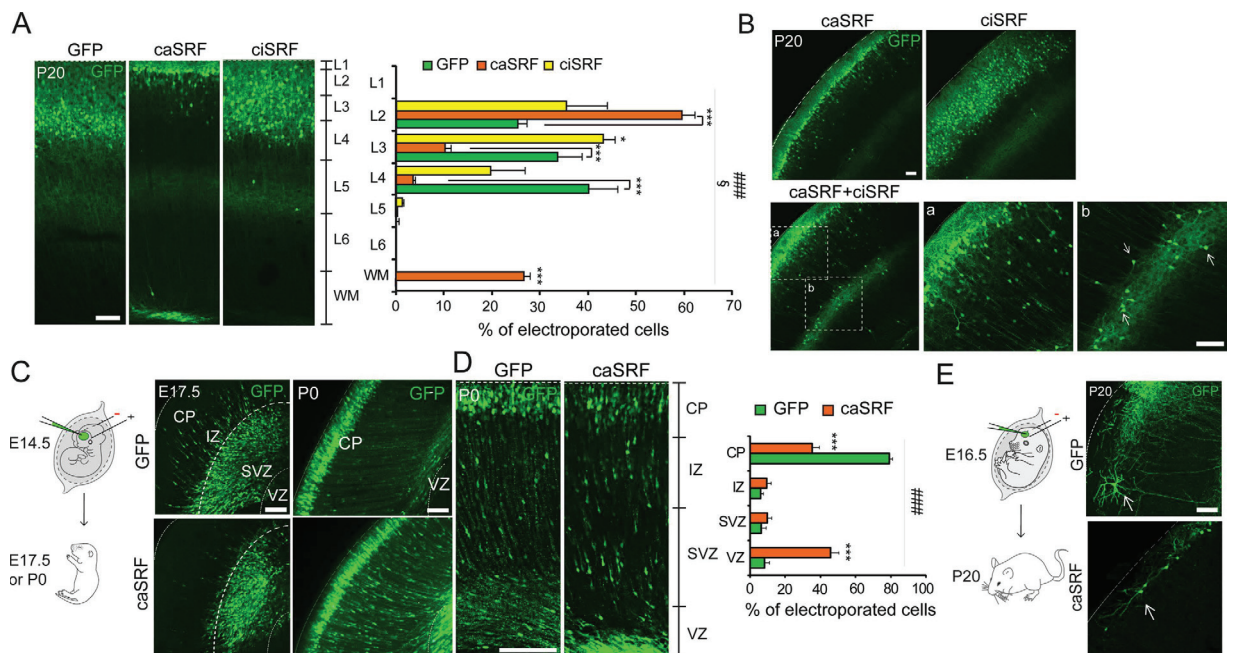 A
GFP
caSRF
ciSRF
P20 GFP
L1
L2
L3
L4
L5
L6
WM
GFP caSRF ciSRF
L1
L2
L3
L4
L5
L6
WM
***
*
***
***
***
§
###
0 10 20 30 40 50 60 70
% of electroporated cells
B
caSRF
ciSRF
P20 GFP
caSRF+ciSRF
a
b
a
b
C
E14.5
E17.5
or P0
GFP
caSRF
E17.5 GFP
CP
IZ
SVZ
VZ
P0 GFP
CP
VZ
D
GFP
caSRF
P0 GFP
CP
IZ
SVZ
VZ
GFP caSRF
CP
IZ
SVZ
VZ
***
***
###
0 20 40 60 80 100
% of electroporated cells
E
- +
E16.5
P20
GFP
caSRF
P20 GFP